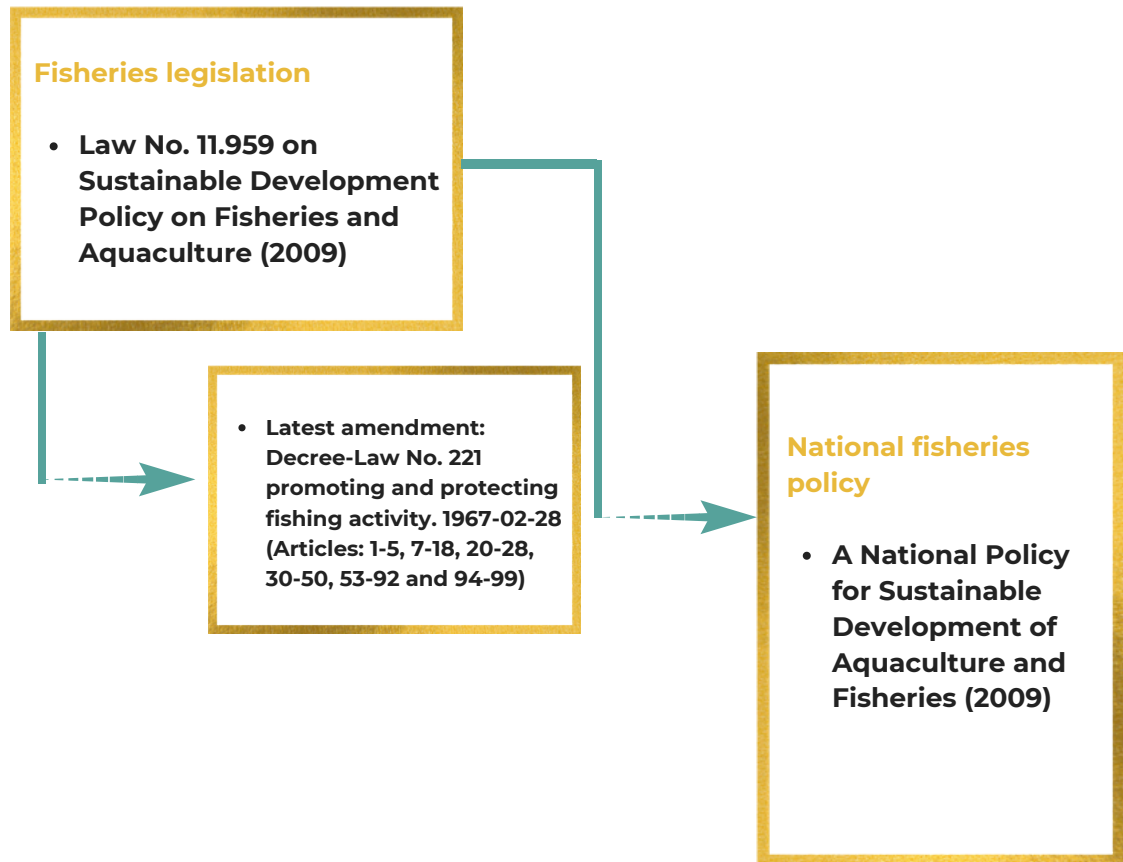 Fisheries legislation
• Law No. 11.959 on
Sustainable Development
Policy on Fisheries and
Aquaculture (2009)
• Latest amendment:
Decree-Law No. 221
promoting and protecting
fishing activity. 1967-02-28
(Articles: 1-5, 7-18, 20-28,
30-50, 53-92 and 94-99)
National fisheries
policy
• A National Policy
for Sustainable
Development of
Aquaculture and
Fisheries (2009)